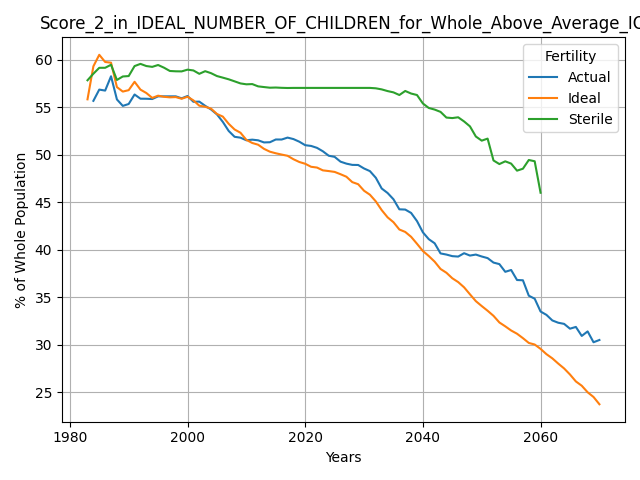 Score_2_in_IDEAL_NUMBER_OF_CHILDREN_for_Whole_Above_Average_IC
Fertility
Actual
Ideal
Sterile
% of Whole Population
60
55
50
45
40
35
30
25
1980
2000
2020
2040
2060
Years